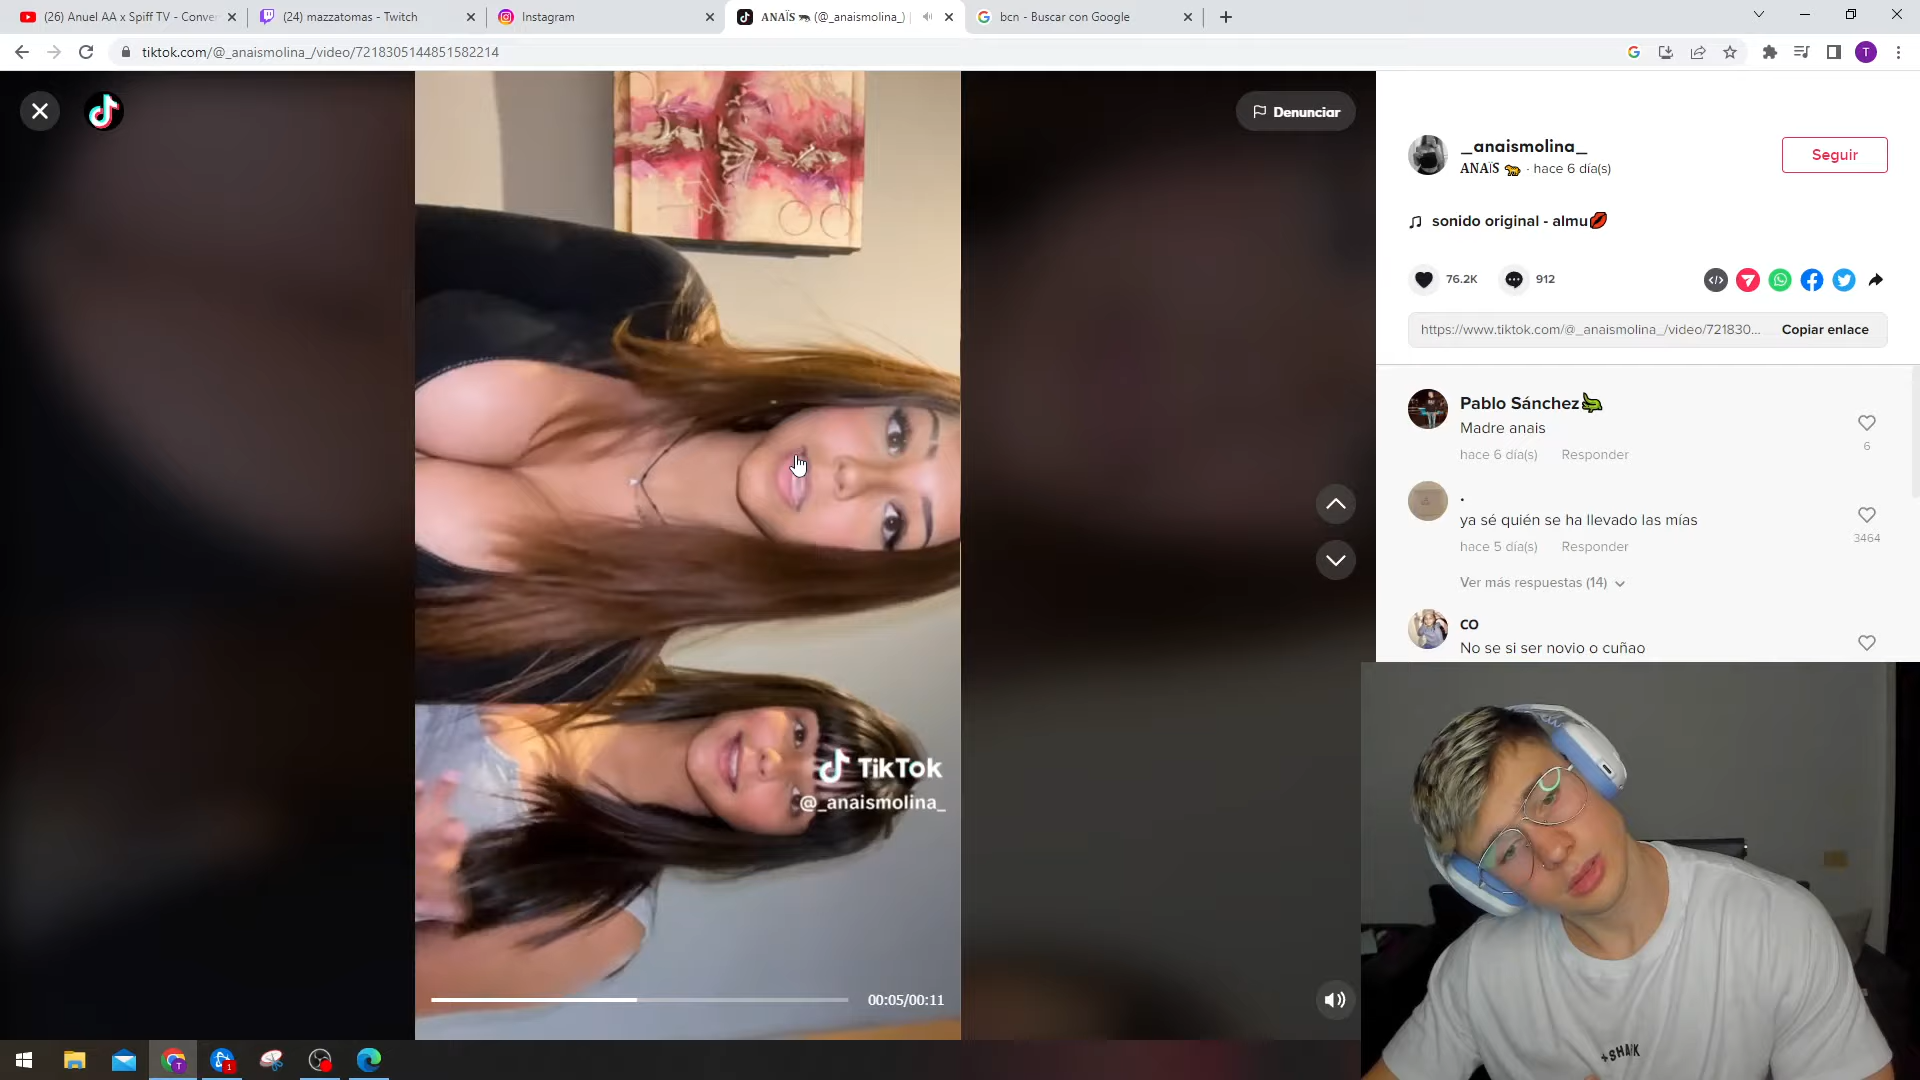 (26) Anuel AA x Spiff TV - Conver
(24) mazzatomas - Twitch
Instagram
ANAÏS (@_anaismolina_) |
bcn - Buscar con Google
tiktok.com/@_anaismolina_/video/7218305144851582214
T
Denunciar
_anaismolina_
ANAÏS · hace 6 día(s)
Seguir
sonido original - almu
76.2K
912
https://www.tiktok.com/@_anaismolina_/video/721830...
Copiar enlace
Pablo Sánchez
Madre anais
hace 6 día(s)
Responder
6
.
ya sé quién se ha llevado las mías
hace 5 día(s)
Responder
3464
Ver más respuestas (14)
CO
No se si ser novio o cuñao
TikTok
@_anaismolina_
00:05/00:11
+SHARK
T
1